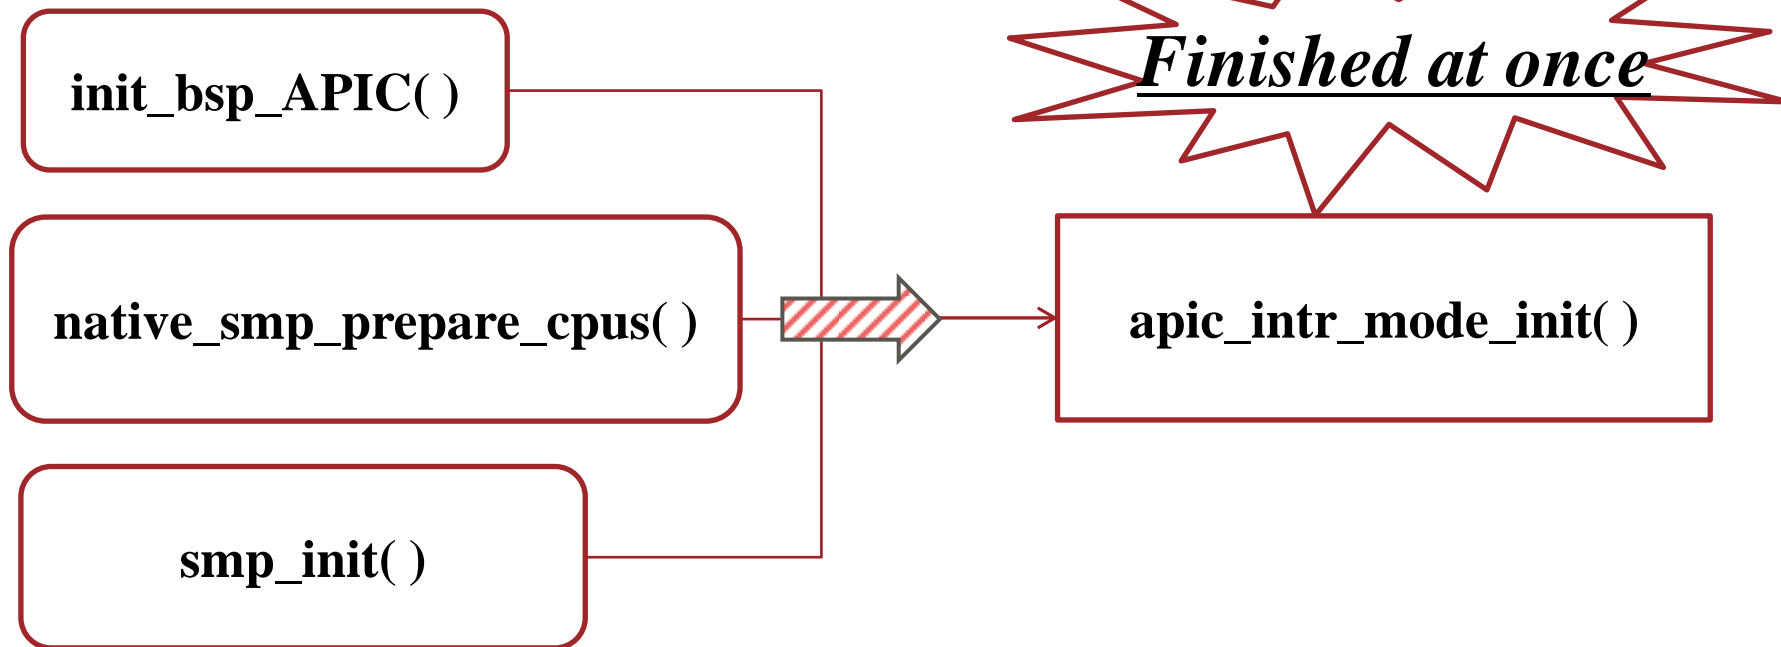 init_bsp_APIC( )
Finished at once
native_smp_prepare_cpus( )
apic_intr_mode_init( )
smp_init( )